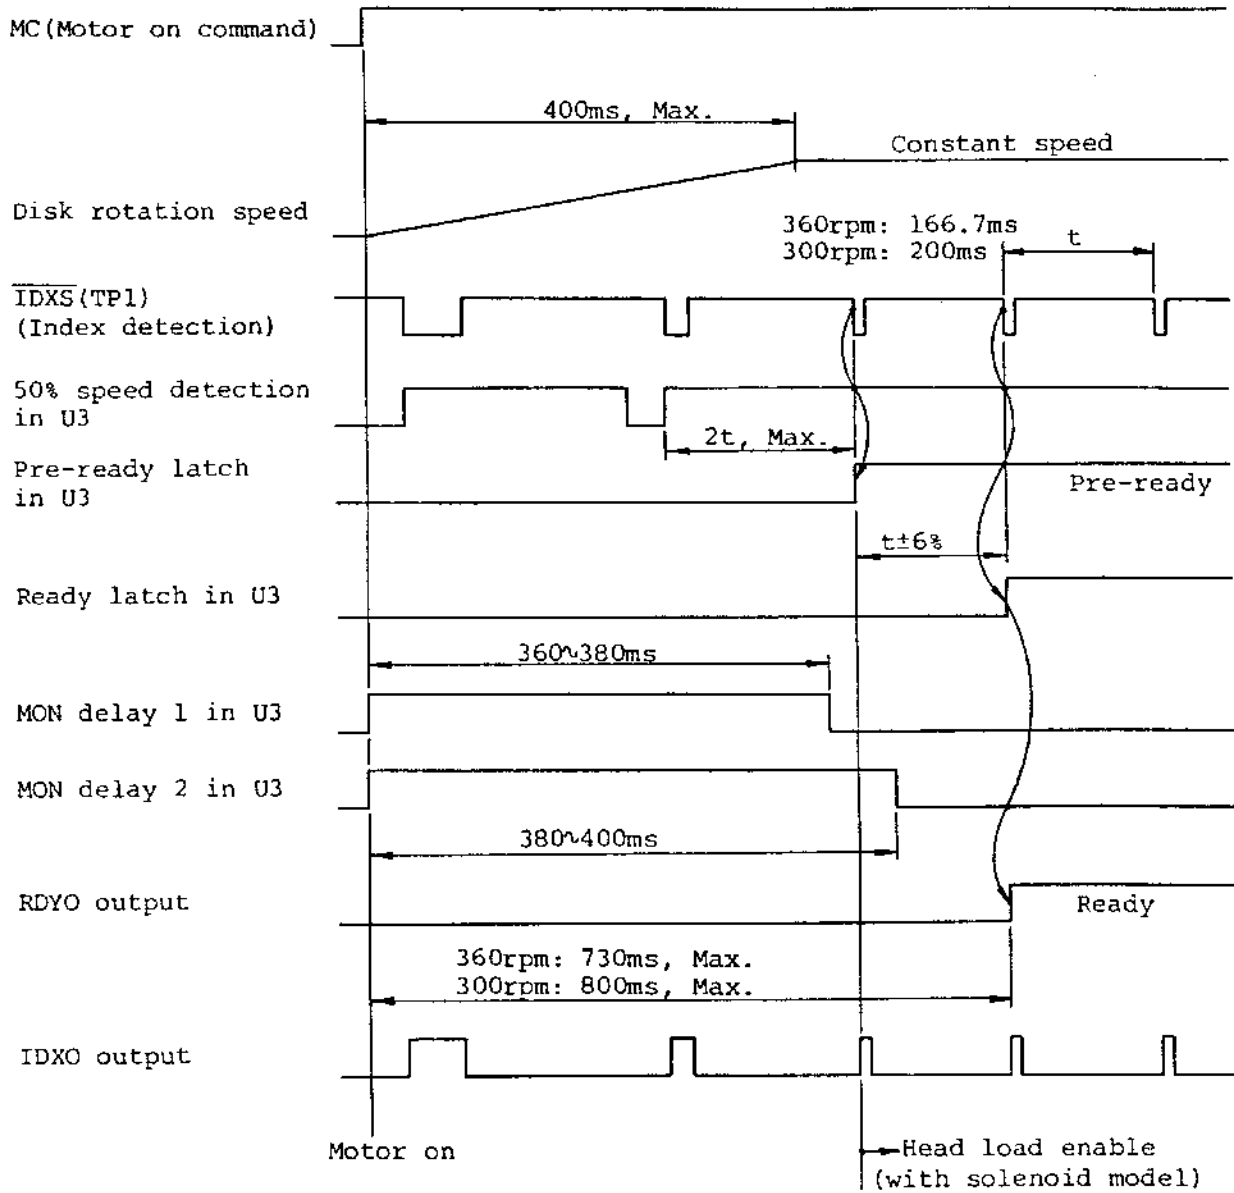 MC(Motor on command)
400ms, Max.
Constant speed
Disk rotation speed
360rpm: 166.7ms
300rpm: 200ms
t
IDXS(TP1)
(Index detection)
50% speed detection
in U3
2t, Max.
Pre-ready latch
in U3
Pre-ready
t±6%
Ready latch in U3
360~380ms
MON delay 1 in U3
MON delay 2 in U3
380~400ms
RDYO output
Ready
360rpm: 730ms, Max.
300rpm: 800ms, Max.
IDXO output
Motor on
Head load enable
(with solenoid model)